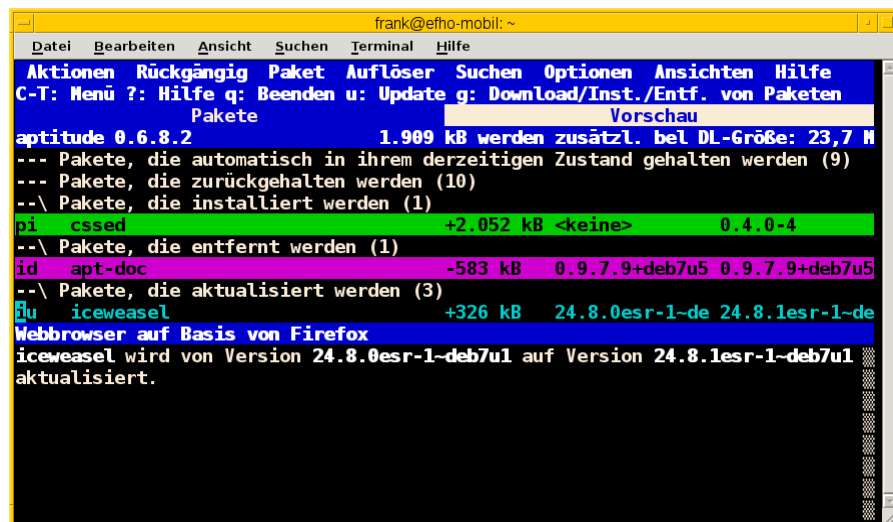 frank@efho-mobil: ~
Datei Bearbeiten Ansicht Suchen Terminal Hilfe
Aktionen Rückgängig Paket Auflöser Suchen Optionen Ansichten Hilfe
C-T: Menü ?: Hilfe q: Beenden u: Update g: Download/Inst./Entf. von Paketen
Pakete Vorschau
aptitude 0.6.8.2 1.909 kB werden zusätzl. bel DL-Größe: 23,7 M
--- Pakete, die automatisch in ihrem derzeitigen Zustand gehalten werden (9)
--- Pakete, die zurückgehalten werden (10)
--\ Pakete, die installiert werden (1)
pi cssed +2.052 kB <keine> 0.4.0-4
--\ Pakete, die entfernt werden (1)
id apt-doc -583 kB 0.9.7.9+deb7u5 0.9.7.9+deb7u5
--\ Pakete, die aktualisiert werden (3)
iu iceweasel +326 kB 24.8.0esr-1~de 24.8.1esr-1~de
Webbrowser auf Basis von Firefox
iceweasel wird von Version 24.8.0esr-1~deb7u1 auf Version 24.8.1esr-1~deb7u1
aktualisiert.